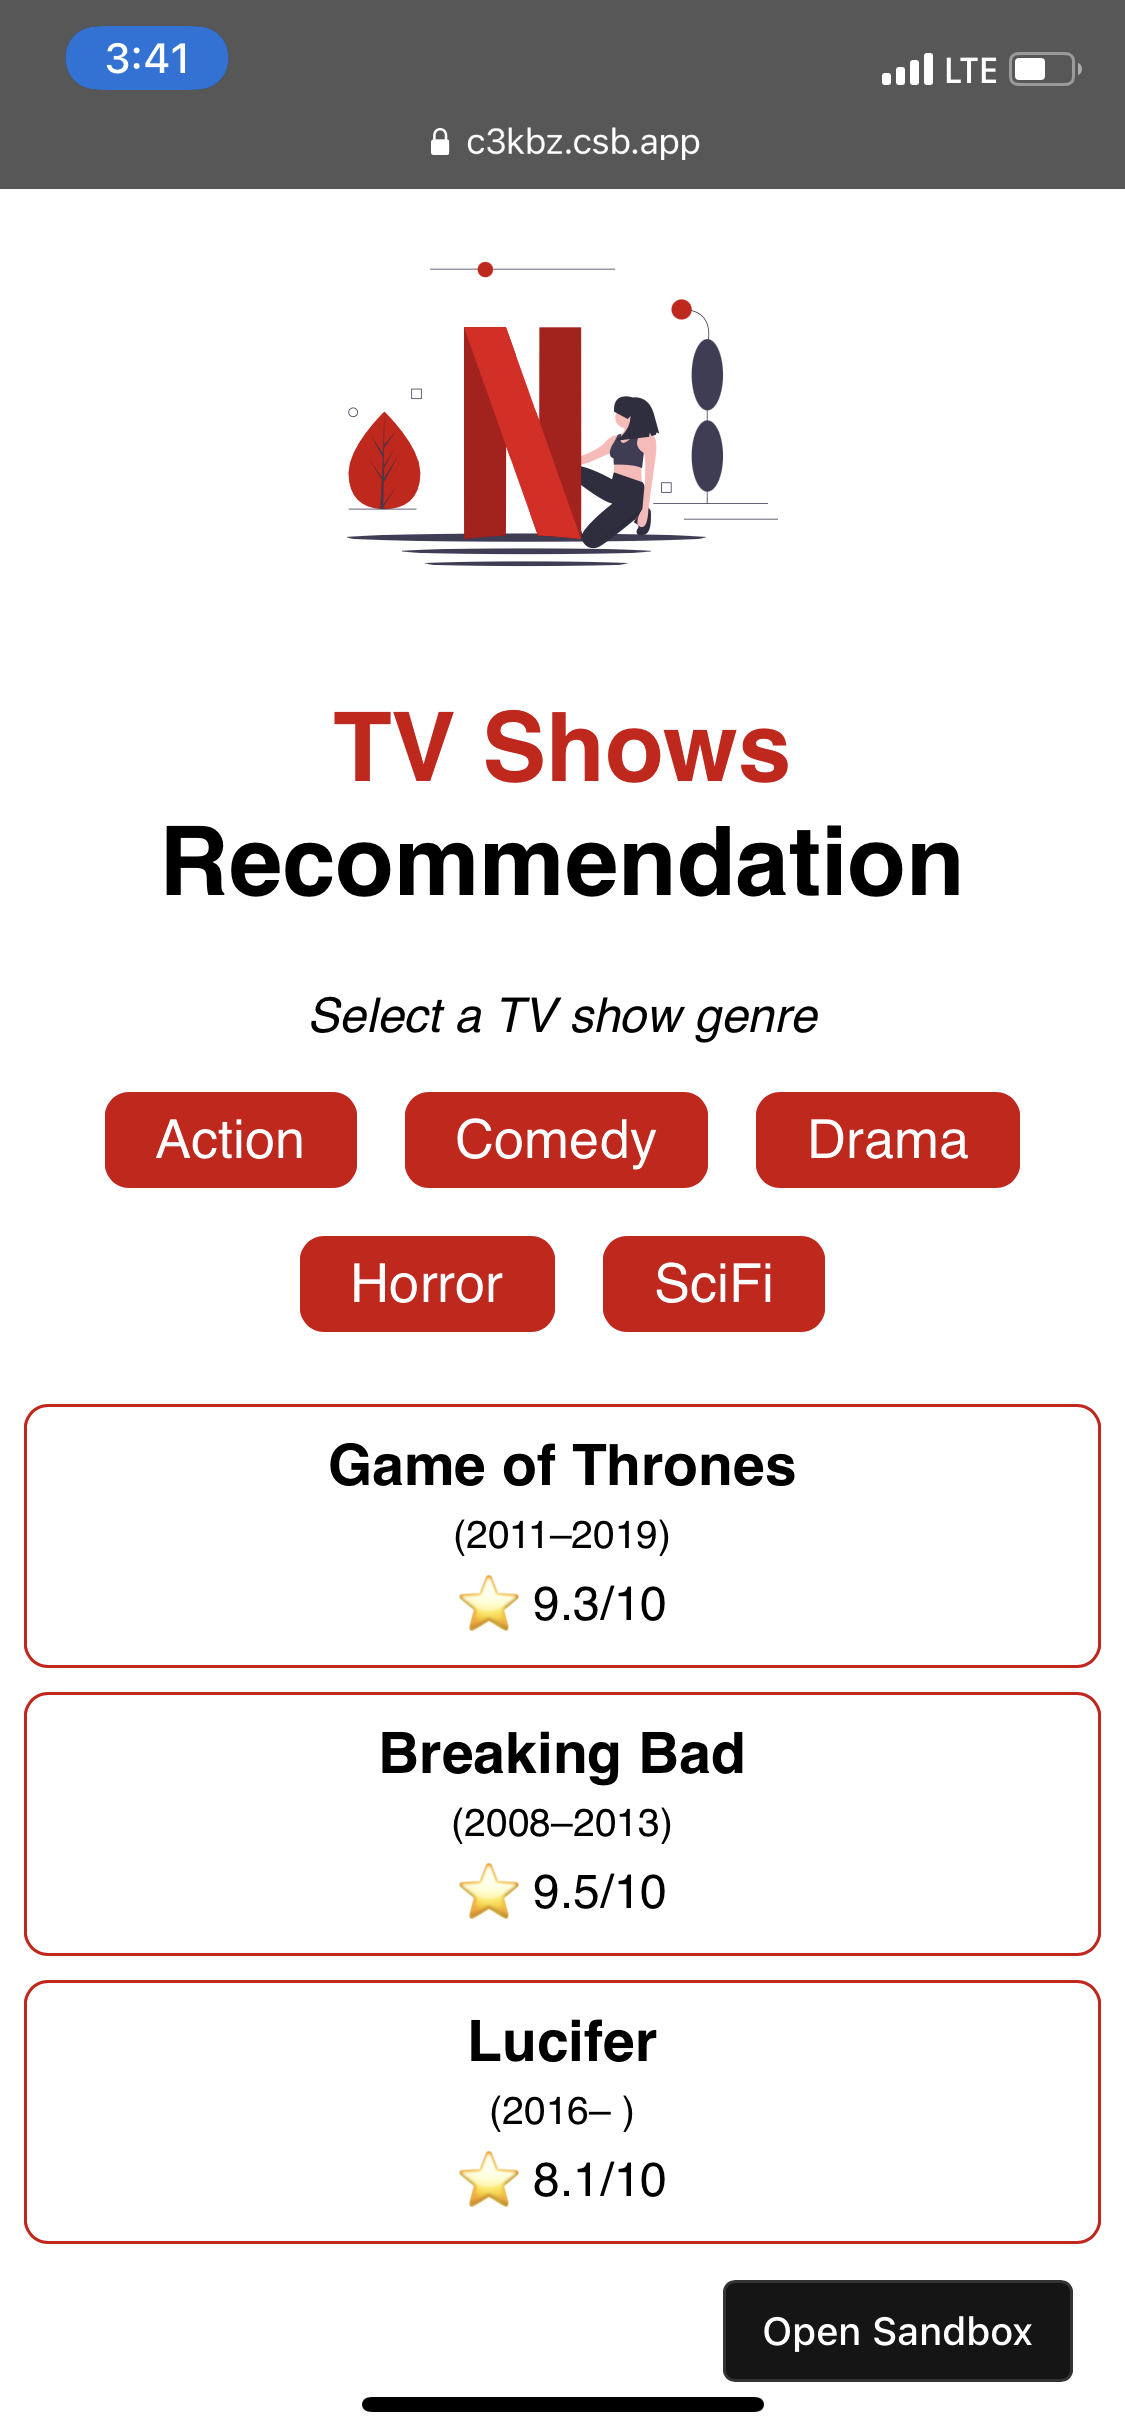 3:41
LTE
c3kbz.csb.app
N
TV Shows
Recommendation
Select a TV show genre
Action Comedy Drama
Horror SciFi
Game of Thrones
(2011–2019)
⭐ 9.3/10
Breaking Bad
(2008–2013)
⭐ 9.5/10
Lucifer
(2016– )
⭐ 8.1/10
Open Sandbox